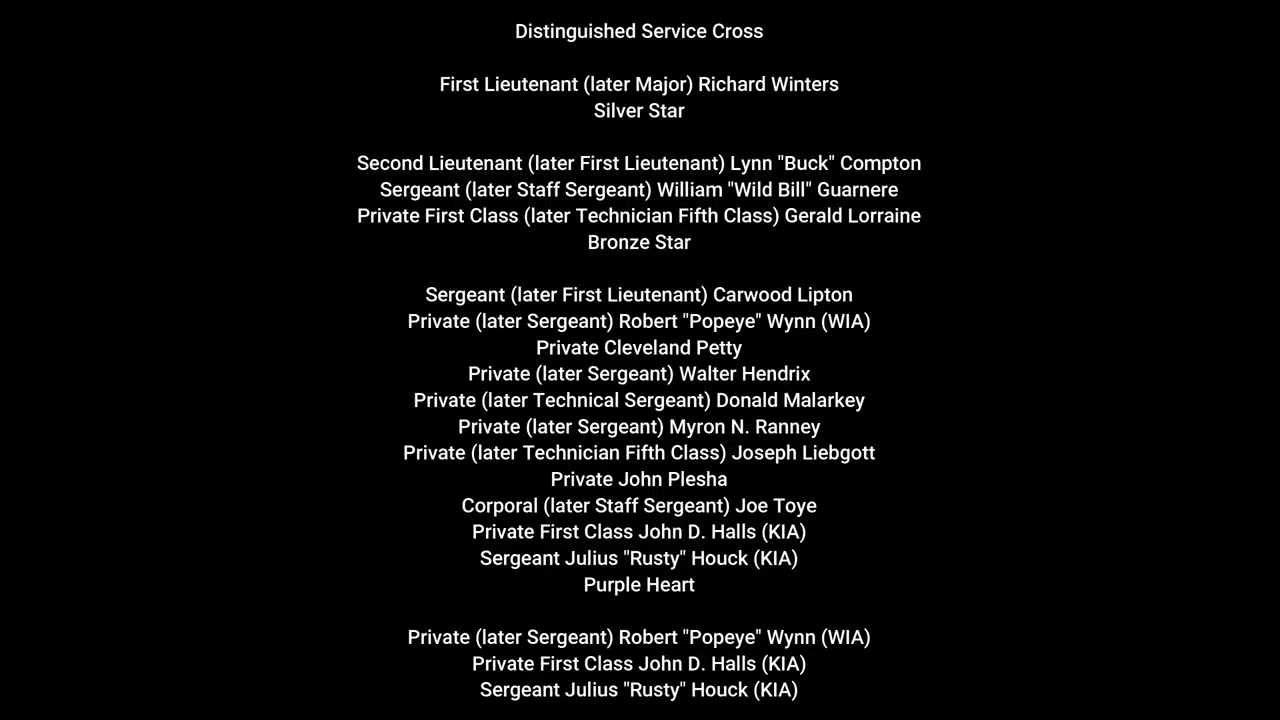 Distinguished Service Cross
First Lieutenant (later Major) Richard Winters
Silver Star
Second Lieutenant (later First Lieutenant) Lynn "Buck" Compton
Sergeant (later Staff Sergeant) William "Wild Bill" Guarnere
Private First Class (later Technician Fifth Class) Gerald Lorraine
Bronze Star
Sergeant (later First Lieutenant) Carwood Lipton
Private (later Sergeant) Robert "Popeye" Wynn (WIA)
Private Cleveland Petty
Private (later Sergeant) Walter Hendrix
Private (later Technical Sergeant) Donald Malarkey
Private (later Sergeant) Myron N. Ranney
Private (later Technician Fifth Class) Joseph Liebgott
Private John Plesha
Corporal (later Staff Sergeant) Joe Toye
Private First Class John D. Halls (KIA)
Sergeant Julius "Rusty" Houck (KIA)
Purple Heart
Private (later Sergeant) Robert "Popeye" Wynn (WIA)
Private First Class John D. Halls (KIA)
Sergeant Julius "Rusty" Houck (KIA)